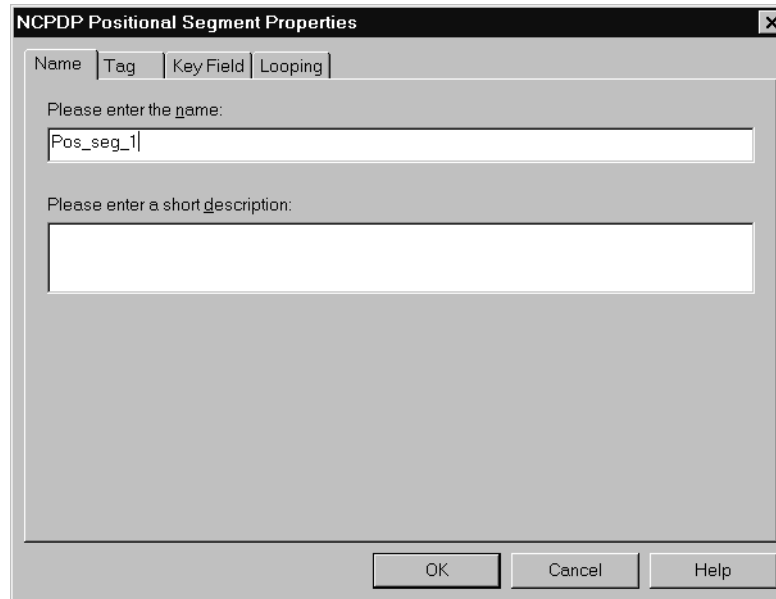 NCPDP Positional Segment Properties
Name Tag Key Field Looping
Please enter the name:
Pos_seg_1
Please enter a short description:
OK Cancel Help